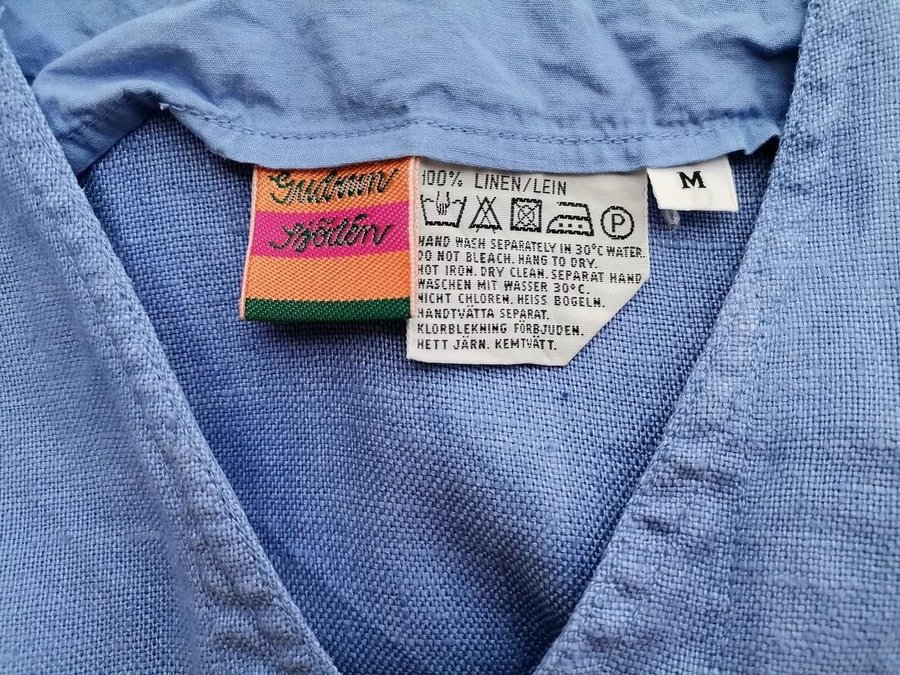 Gudrun
Sjödén
100% LINEN/LEIN
P
HAND WASH SEPARATELY IN 30°C WATER.
DO NOT BLEACH. HANG TO DRY.
HOT IRON. DRY CLEAN. SEPARAT HAND
WASCHEN MIT WASSER 30°C.
NICHT CHLOREN. HEISS BÖGELN.
HANDTVÄTTA SEPARAT.
KLORBLEKNING FÖRBJUDEN.
HETT JÄRN. KEMTVÄTT.
M